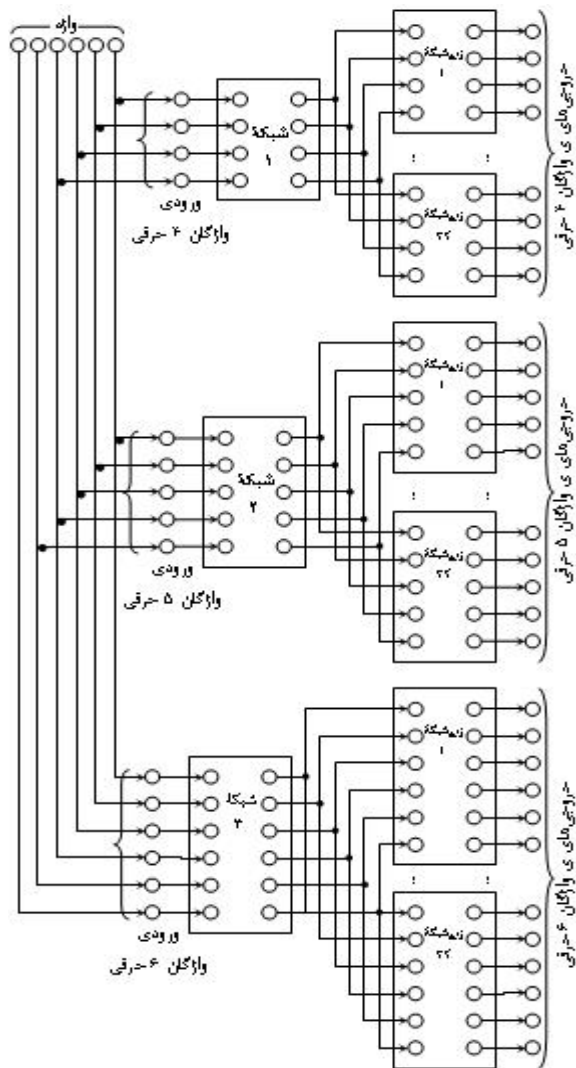 واژه
شبکهٔ
۱
ورودی
واژگان ۴ حرفی
زیرشبکهٔ
۱
زیرشبکهٔ
۲۲
خروجی‌های ی واژگان ۴ حرفی
شبکهٔ
۲
ورودی
واژگان ۵ حرفی
زیرشبکهٔ
۱
زیرشبکهٔ
۲۲
خروجی‌های ی واژگان ۵ حرفی
شبکهٔ
۳
ورودی
واژگان ۶ حرفی
زیرشبکهٔ
۱
زیرشبکهٔ
۲۲
خروجی‌های ی واژگان ۶ حرفی